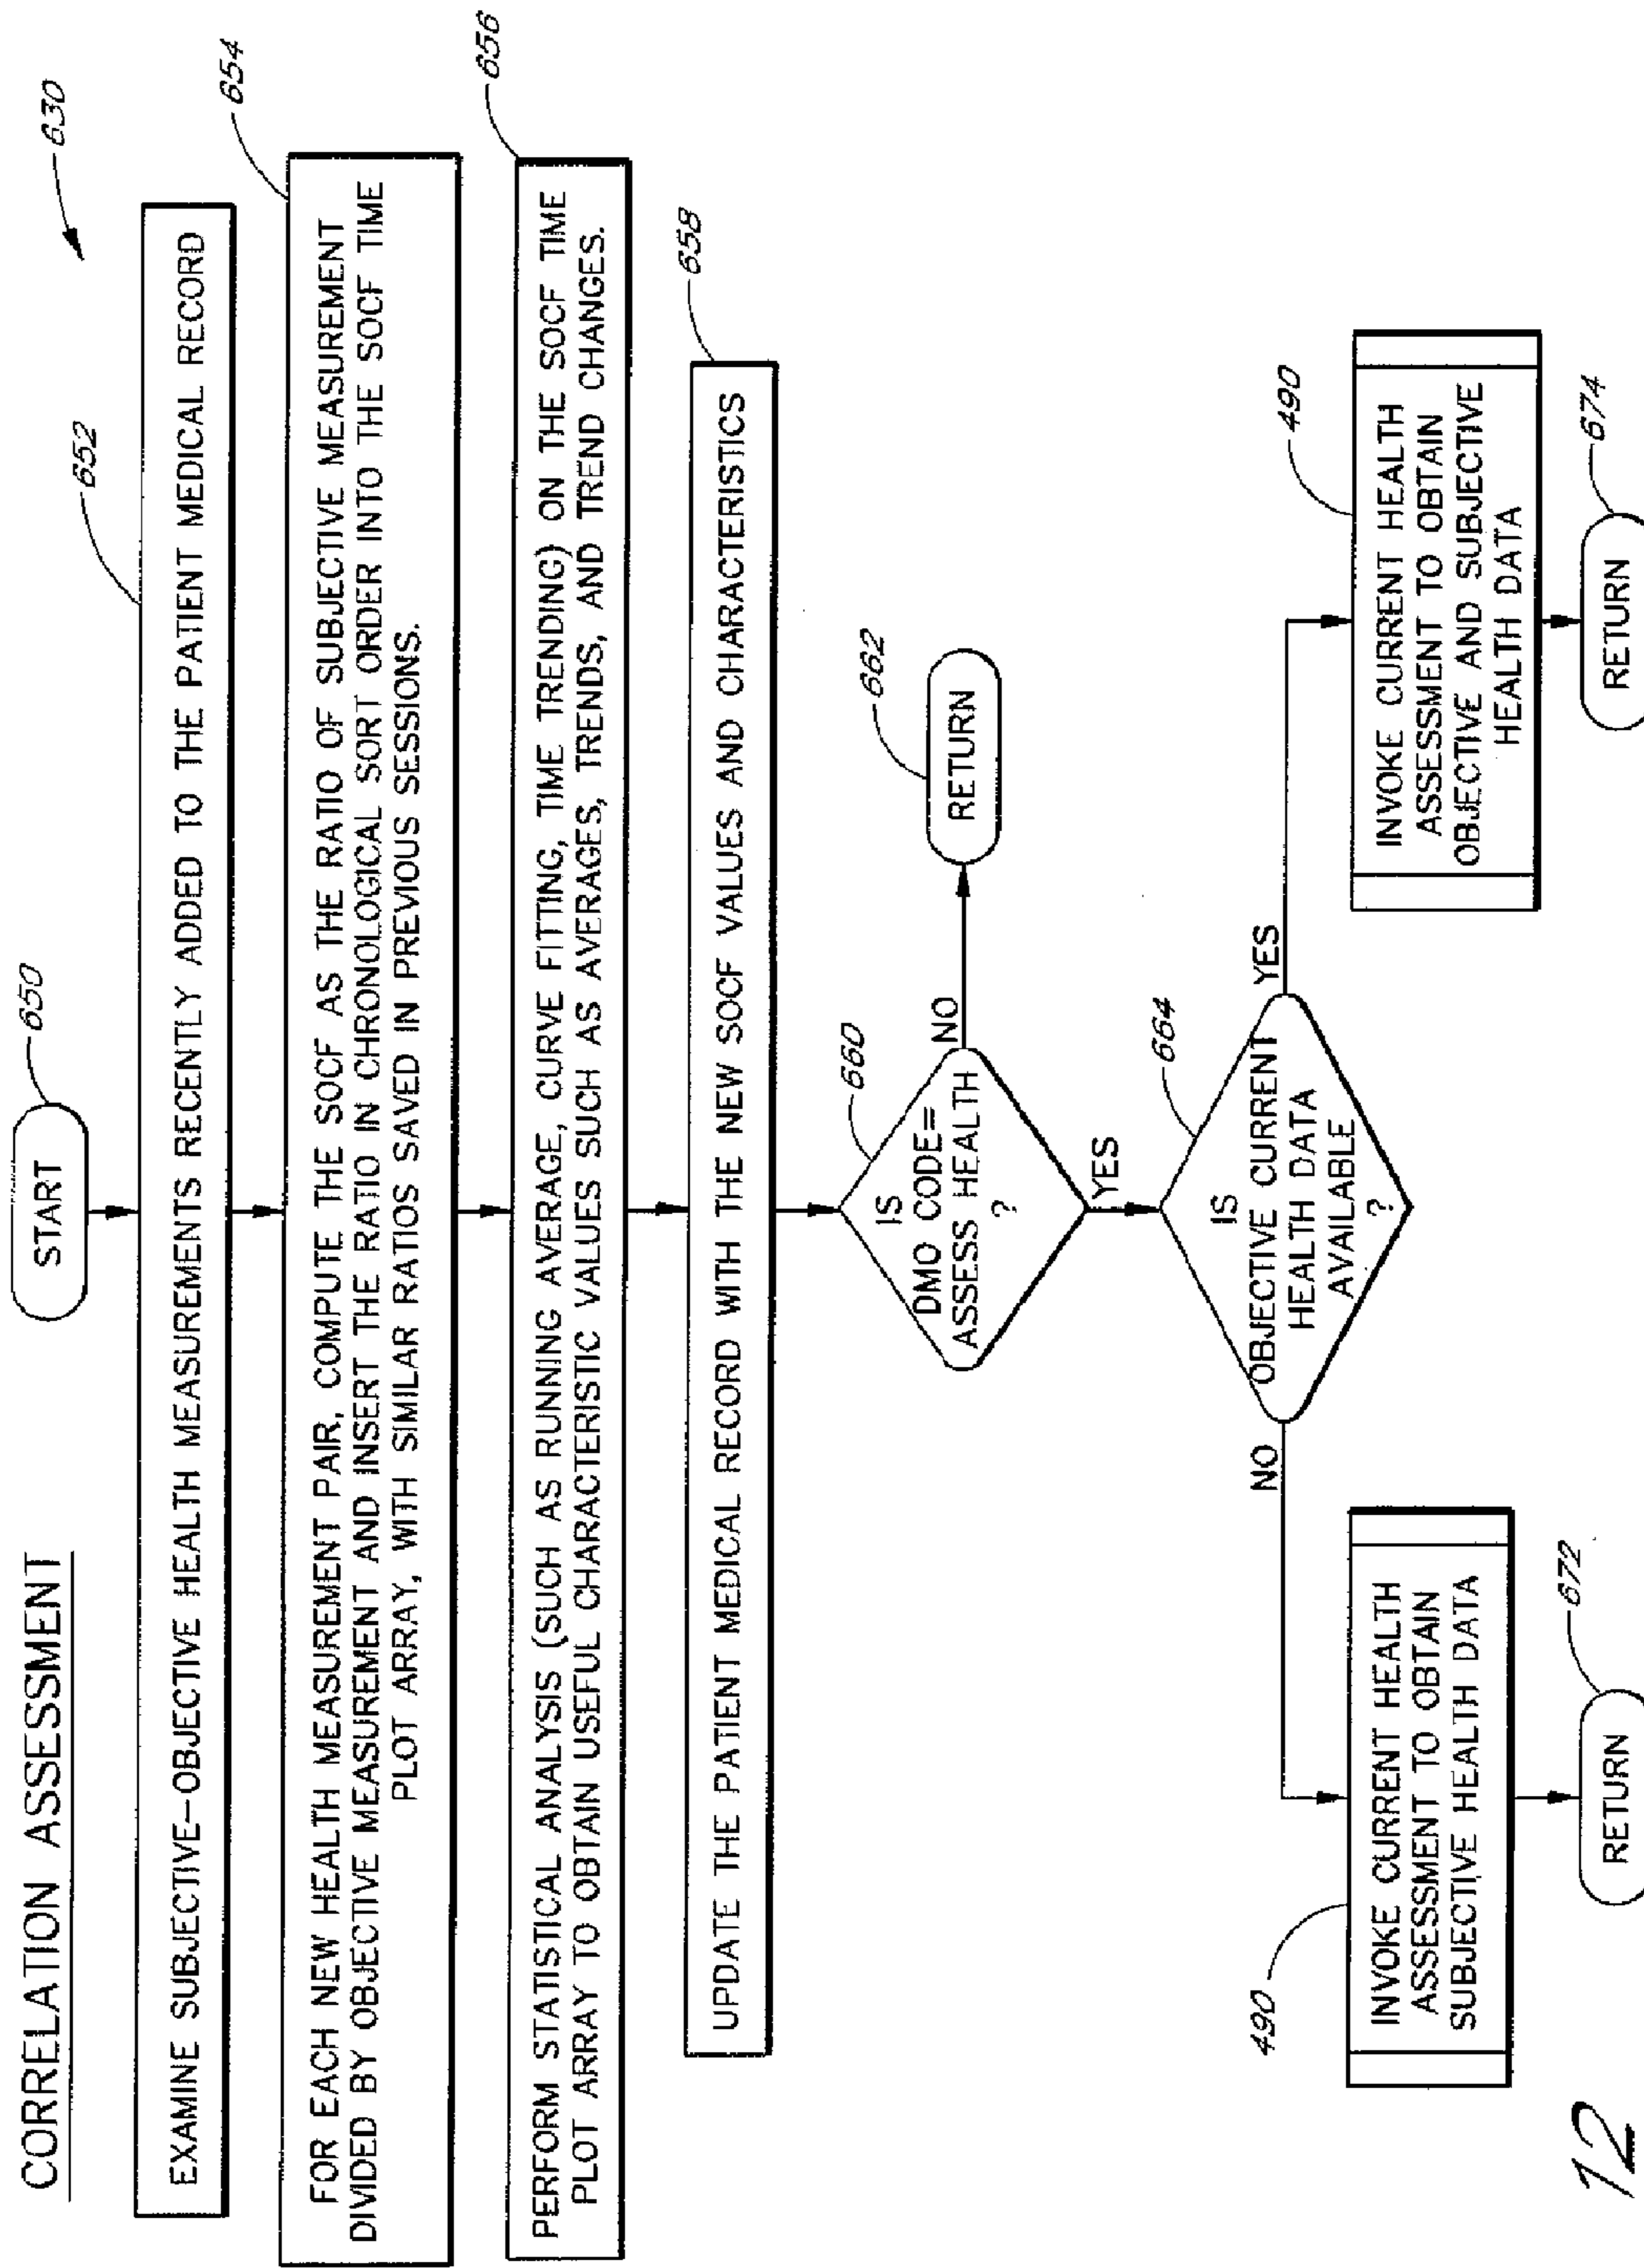 CORRELATION ASSESSMENT
630
START
650
652
EXAMINE SUBJECTIVE-OBJECTIVE HEALTH MEASUREMENTS RECENTLY ADDED TO THE PATIENT MEDICAL RECORD
654
FOR EACH NEW HEALTH MEASUREMENT PAIR, COMPUTE THE SOCF AS THE RATIO OF SUBJECTIVE MEASUREMENT
DIVIDED BY OBJECTIVE MEASUREMENT AND INSERT THE RATIO IN CHRONOLOGICAL SORT ORDER INTO THE SOCF TIME
PLOT ARRAY, WITH SIMILAR RATIOS SAVED IN PREVIOUS SESSIONS.
656
PERFORM STATISTICAL ANALYSIS (SUCH AS RUNNING AVERAGE, CURVE FITTING, TIME TRENDING) ON THE SOCF TIME
PLOT ARRAY TO OBTAIN USEFUL CHARACTERISTIC VALUES SUCH AS AVERAGES, TRENDS, AND TREND CHANGES.
658
UPDATE THE PATIENT MEDICAL RECORD WITH THE NEW SOCF VALUES AND CHARACTERISTICS
660
IS
DMO CODE=
ASSESS HEALTH
?
NO
662
RETURN
YES
664
IS
OBJECTIVE CURRENT
HEALTH DATA
AVAILABLE
?
NO
YES
490
INVOKE CURRENT HEALTH
ASSESSMENT TO OBTAIN
SUBJECTIVE HEALTH DATA
672
RETURN
490
INVOKE CURRENT HEALTH
ASSESSMENT TO OBTAIN
OBJECTIVE AND SUBJECTIVE
HEALTH DATA
674
RETURN
12